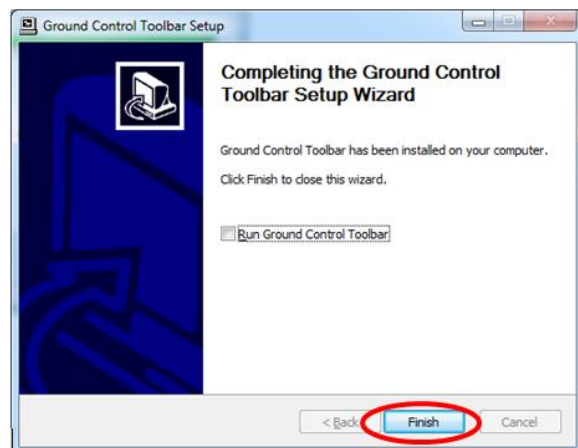 Ground Control Toolbar Setup
Completing the Ground Control
Toolbar Setup Wizard
Ground Control Toolbar has been installed on your computer.
Click Finish to close this wizard.
Run Ground Control Toolbar
< Back
Finish
Cancel